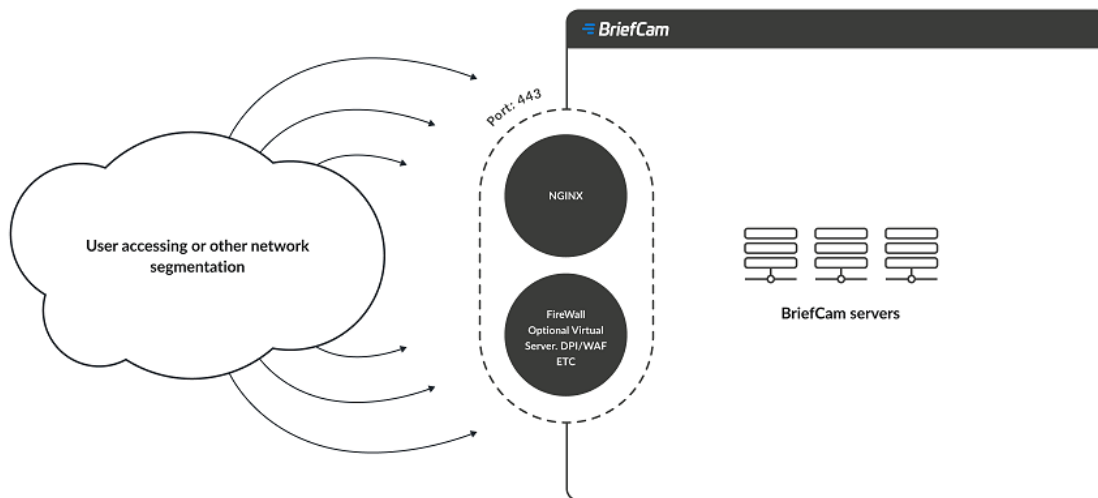 BriefCam
Port: 443
NGINX
User accessing or other network
segmentation
FireWall
Optional Virtual
Server. DPI/WAF
ETC
BriefCam servers